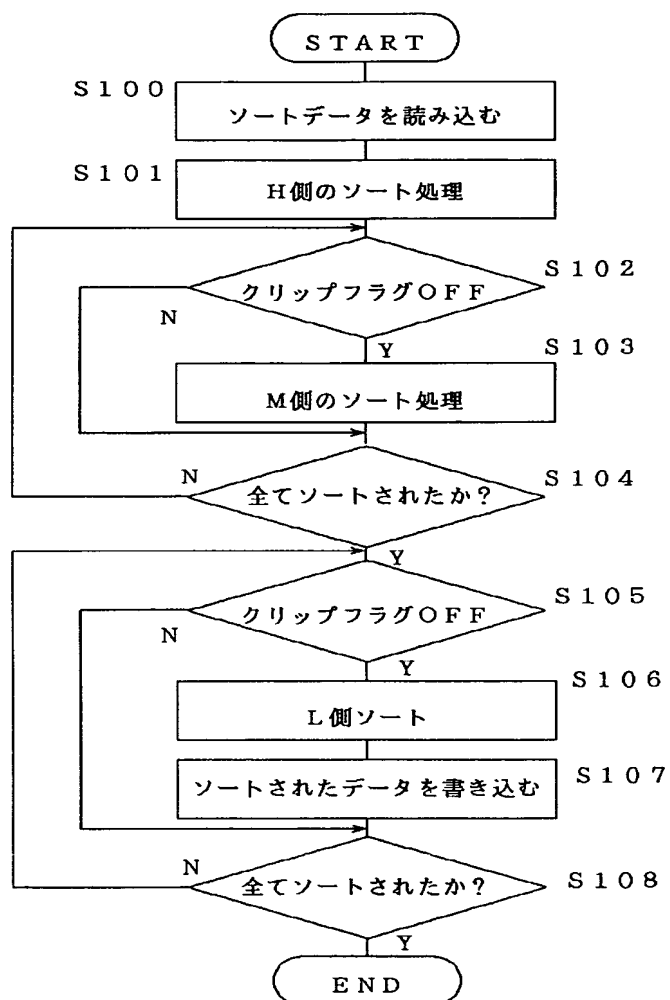 ＳＴＡＲＴ
Ｓ１００
ソートデータを読み込む
Ｓ１０１
Ｈ側のソート処理
Ｓ１０２
クリップフラグＯＦＦ
Ｎ
Ｙ
Ｓ１０３
Ｍ側のソート処理
Ｎ
Ｓ１０４
全てソートされたか？
Ｙ
クリップフラグＯＦＦ
Ｓ１０５
Ｎ
Ｙ
Ｓ１０６
Ｌ側ソート
Ｓ１０７
ソートされたデータを書き込む
Ｎ
全てソートされたか？
Ｓ１０８
Ｙ
ＥＮＤ